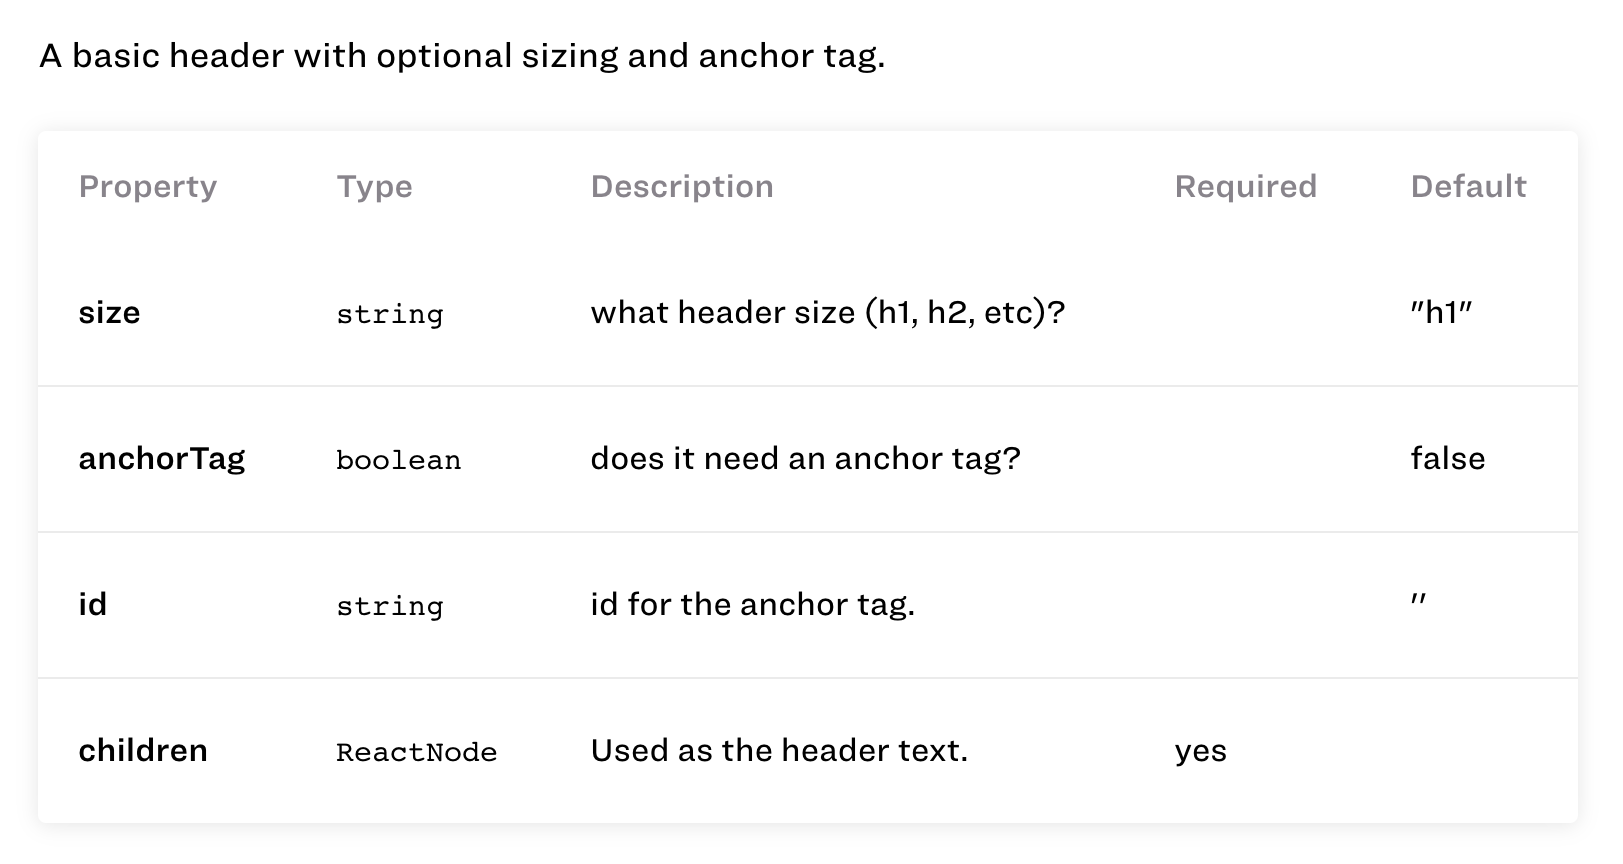 A basic header with optional sizing and anchor tag.
Property Type Description Required Default
size string what header size (h1, h2, etc)? "h1"
anchorTag boolean does it need an anchor tag? false
id string id for the anchor tag. ''
children ReactNode Used as the header text. yes